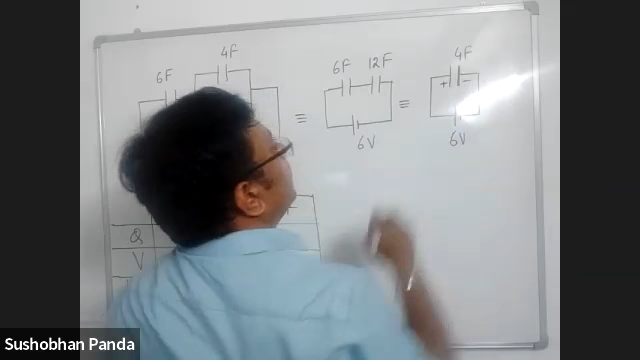 6F 4F
≡ 6F 12F 6V
≡ 4F + − 6V
Q
V
Sushobhan Panda